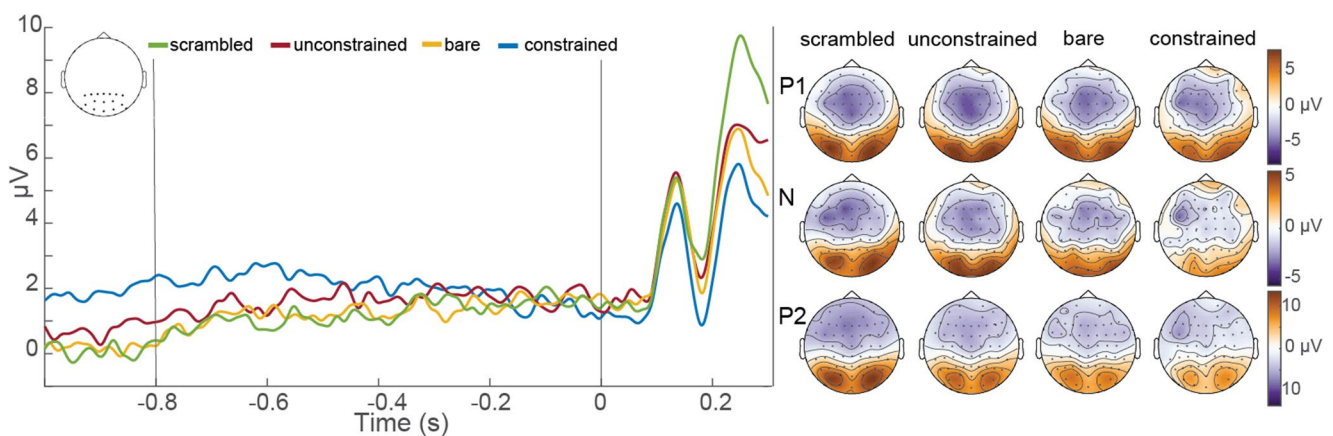 10
8
6
4
2
0
μV
scrambled unconstrained bare constrained
-0.8 -0.6 -0.4 -0.2 0 0.2
Time (s)
scrambled unconstrained bare constrained
P1
5
0 μV
-5
N
5
0 μV
-5
P2
10
0 μV
10